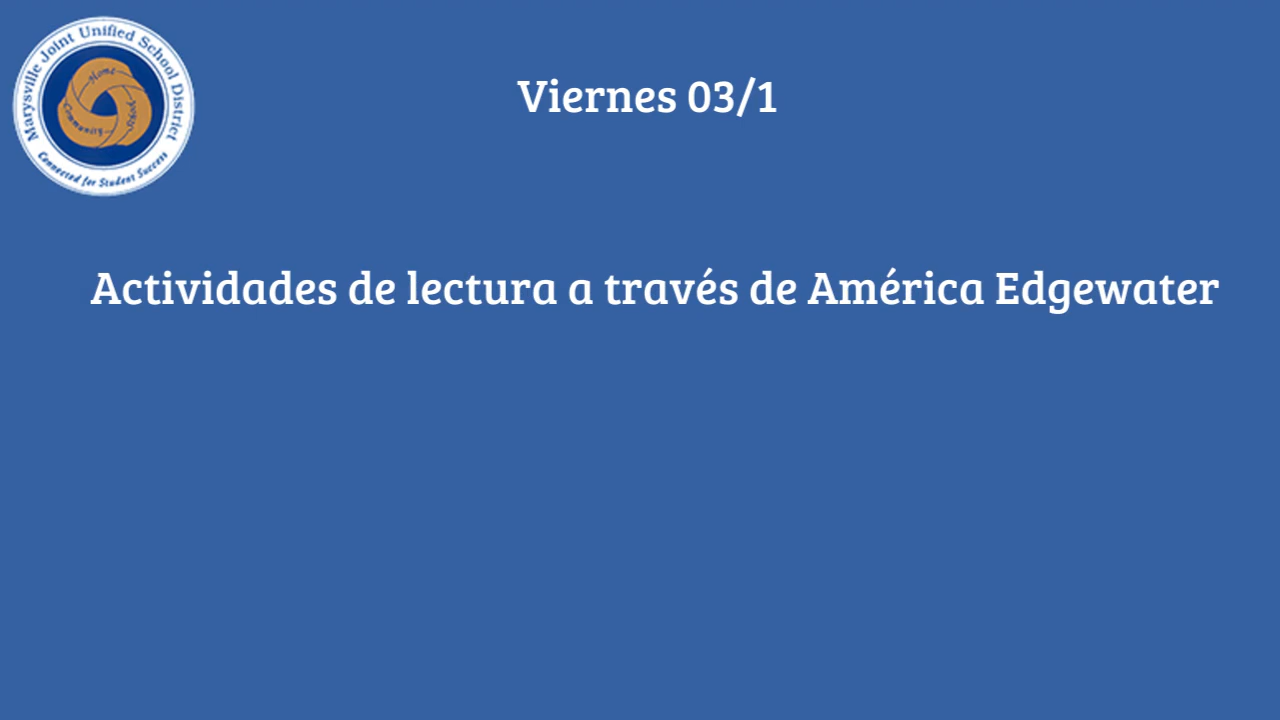 Marysville Joint Unified School District
Home
Community
School
Connected for Student Success
Viernes 03/1
Actividades de lectura a través de América Edgewater